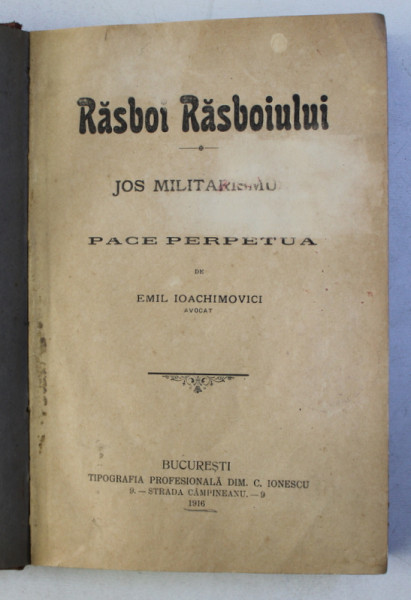 Răsboi Răsboiului
JOS MILITARISMU
PACE PERPETUA
DE
EMIL IOACHIMOVICI
AVOCAT
BUCUREȘTI
TIPOGRAFIA PROFESIONALĂ DIM. C. IONESCU
9. — STRADA CÂMPINEANU. — 9
1916